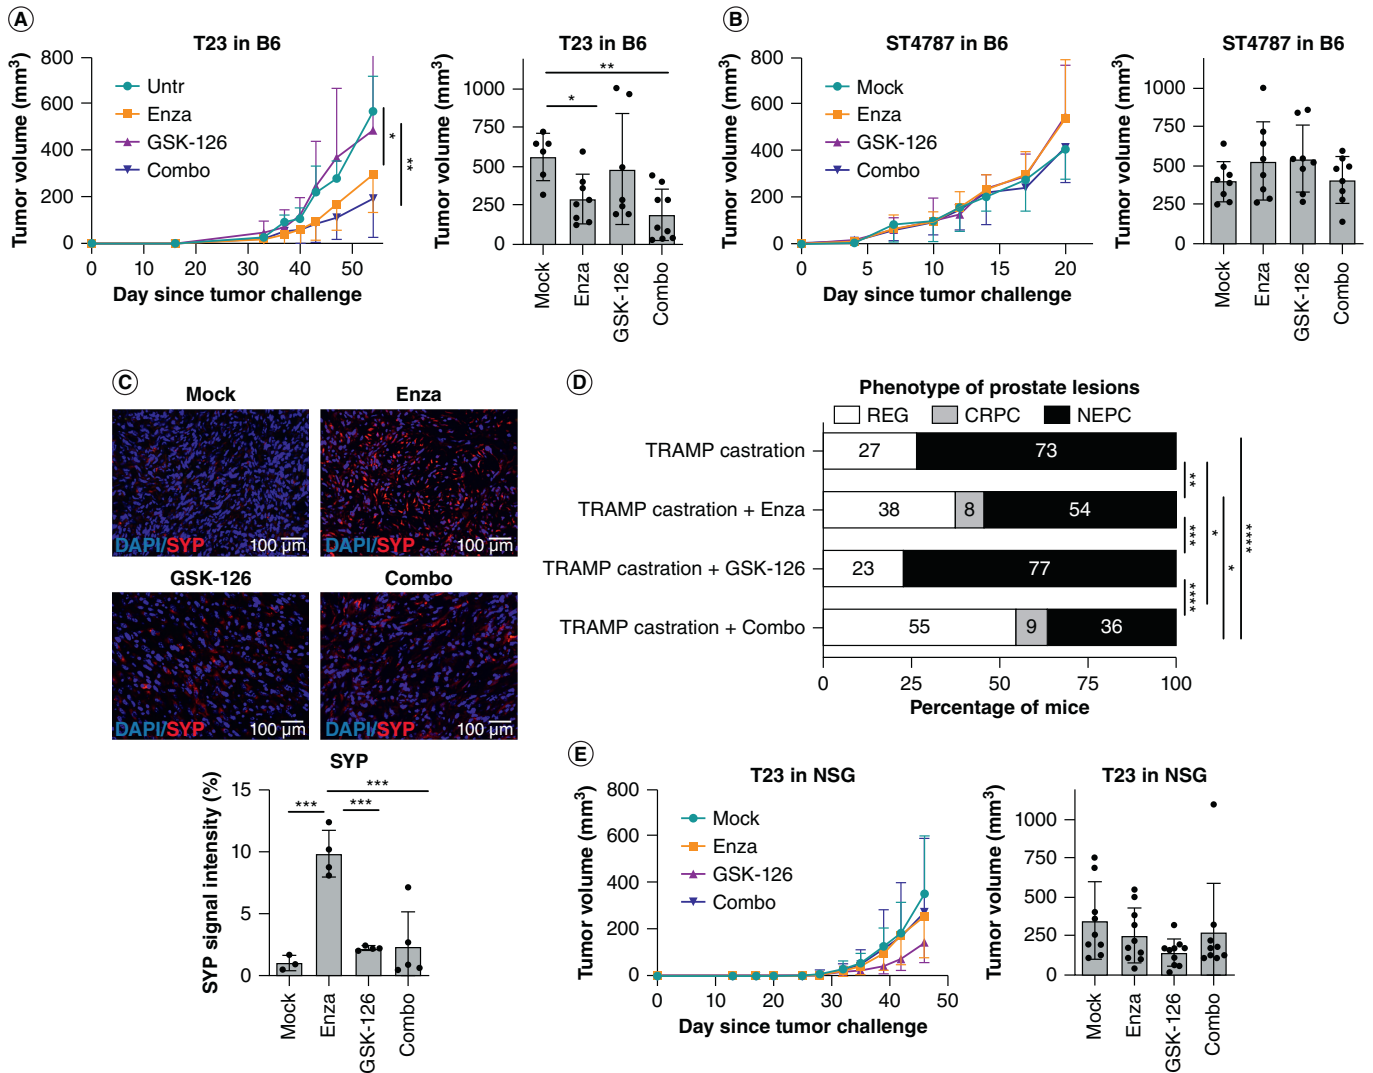 A
T23 in B6
Tumor volume (mm3)
800
600
400
200
0
Untr
Enza
GSK-126
Combo
*
**
0 10 20 30 40 50
Day since tumor challenge
T23 in B6
Tumor volume (mm3)
1000
750
500
250
0
**
*
Mock
Enza
GSK-126
Combo
B
ST4787 in B6
Tumor volume (mm3)
800
600
400
200
0
Mock
Enza
GSK-126
Combo
0 5 10 15 20
Day since tumor challenge
ST4787 in B6
Tumor volume (mm3)
1000
750
500
250
0
Mock
Enza
GSK-126
Combo
C
Mock Enza
DAPI/SYP 100 µm DAPI/SYP 100 µm
GSK-126 Combo
DAPI/SYP 100 µm DAPI/SYP 100 µm
SYP
SYP signal intensity (%)
15
10
5
0
***
*** ***
Mock
Enza
GSK-126
Combo
D
Phenotype of prostate lesions
REG CRPC NEPC
TRAMP castration 27 73
TRAMP castration + Enza 38 8 54
TRAMP castration + GSK-126 23 77
TRAMP castration + Combo 55 9 36
**
***
****
*
*
****
0 25 50 75 100
Percentage of mice
E
T23 in NSG
Tumor volume (mm3)
800
600
400
200
0
Mock
Enza
GSK-126
Combo
0 10 20 30 40 50
Day since tumor challenge
T23 in NSG
Tumor volume (mm3)
1000
750
500
250
0
Mock
Enza
GSK-126
Combo